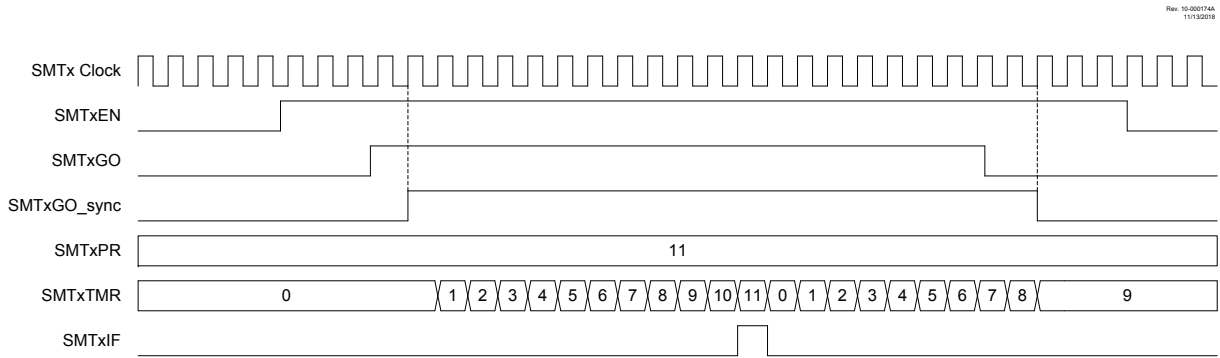 Rev. 10-000174A
11/13/2018
SMTx Clock
SMTxEN
SMTxGO
SMTxGO_sync
SMTxPR 11
SMTxTMR 0 1 2 3 4 5 6 7 8 9 10 11 0 1 2 3 4 5 6 7 8 9
SMTxIF